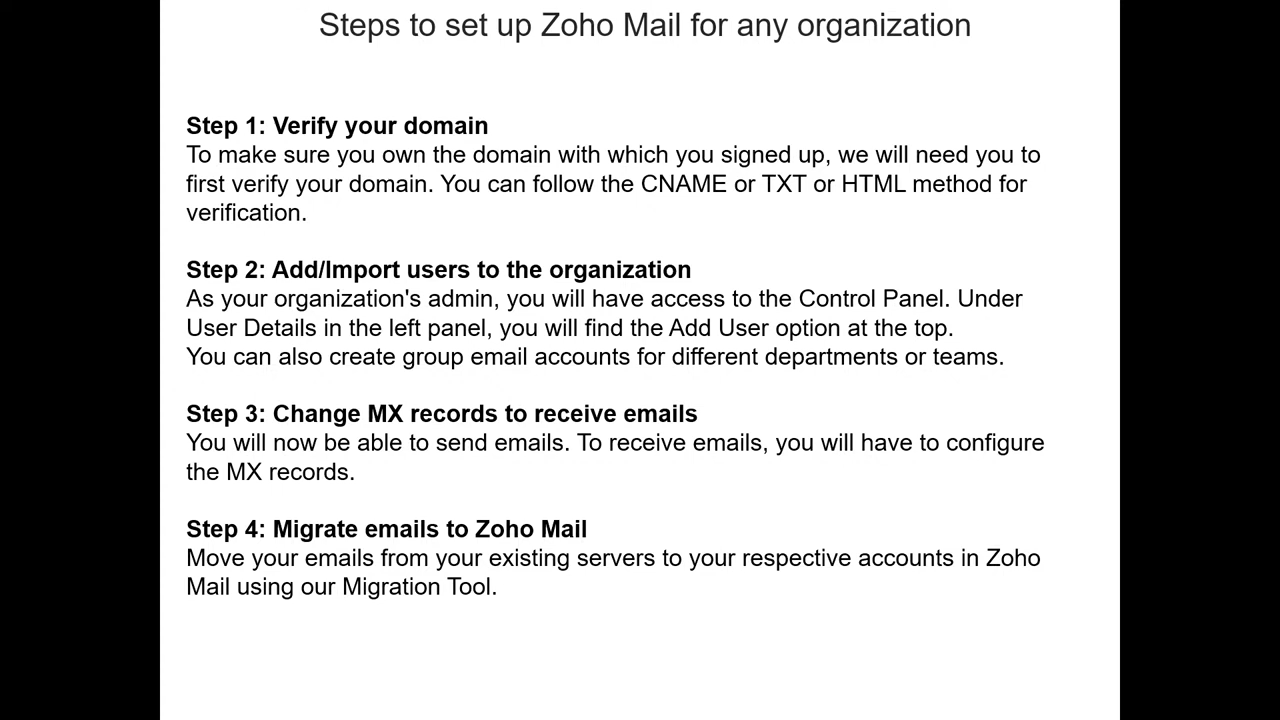 Steps to set up Zoho Mail for any organization
Step 1: Verify your domain
To make sure you own the domain with which you signed up, we will need you to
first verify your domain. You can follow the CNAME or TXT or HTML method for
verification.
Step 2: Add/Import users to the organization
As your organization's admin, you will have access to the Control Panel. Under
User Details in the left panel, you will find the Add User option at the top.
You can also create group email accounts for different departments or teams.
Step 3: Change MX records to receive emails
You will now be able to send emails. To receive emails, you will have to configure
the MX records.
Step 4: Migrate emails to Zoho Mail
Move your emails from your existing servers to your respective accounts in Zoho
Mail using our Migration Tool.